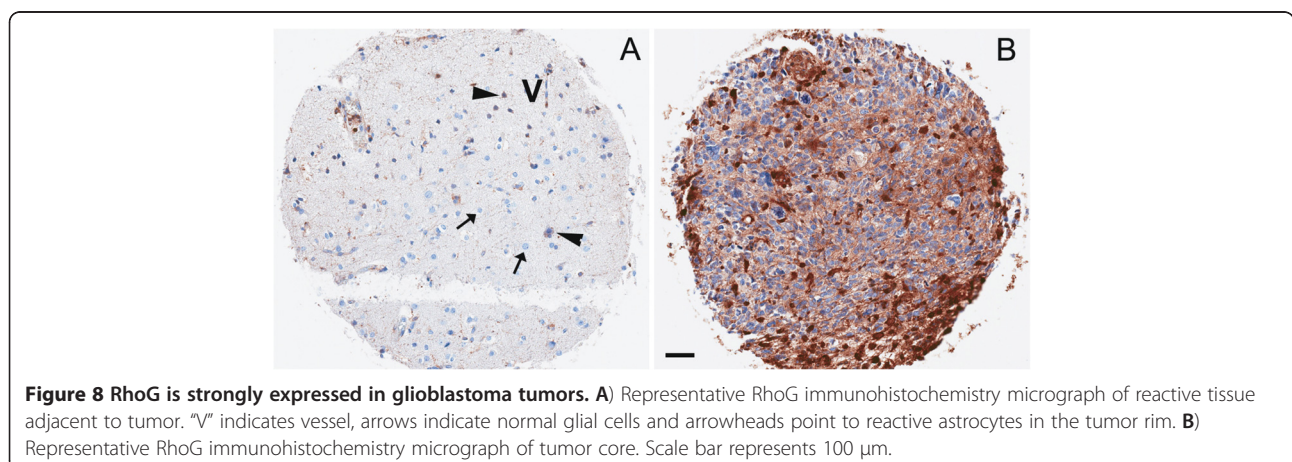 A
V
B
Figure 8 RhoG is strongly expressed in glioblastoma tumors. A) Representative RhoG immunohistochemistry micrograph of reactive tissue
adjacent to tumor. “V” indicates vessel, arrows indicate normal glial cells and arrowheads point to reactive astrocytes in the tumor rim. B)
Representative RhoG immunohistochemistry micrograph of tumor core. Scale bar represents 100 μm.